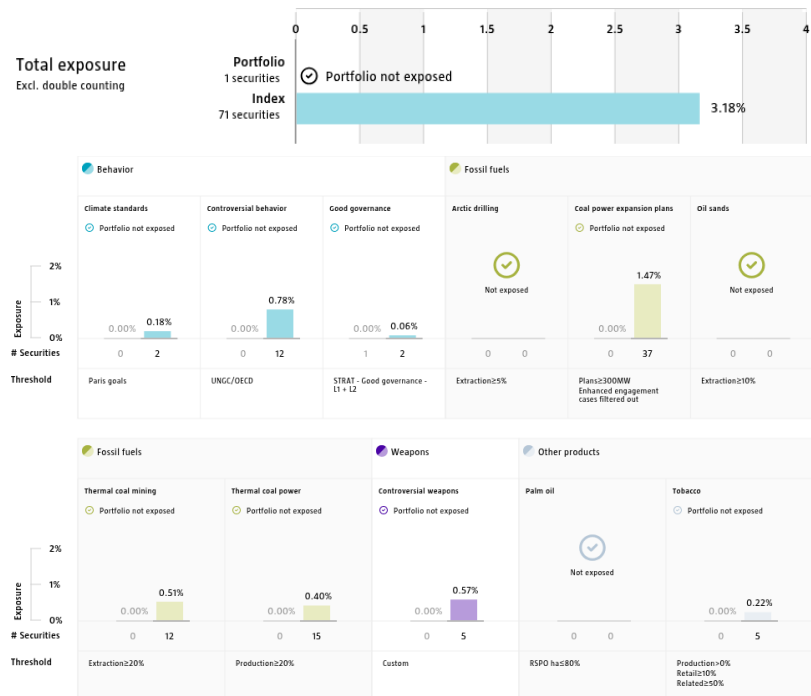 0 0.5 1 1.5 2 2.5 3 3.5 4
Total exposure
Excl. double counting
Portfolio
1 securities
Portfolio not exposed
Index
71 securities
3.18%
Behavior
Fossil fuels
Climate standards Controversial behavior Good governance Arctic drilling Coal power expansion plans Oil sands
Portfolio not exposed Portfolio not exposed Portfolio not exposed Portfolio not exposed
Not exposed Not exposed
Exposure
2%
1%
0%
0.00% 0.18% 0.00% 0.78% 0.00% 0.06% 0.00% 1.47%
# Securities 0 2 0 12 1 2 0 0 0 37 0 0
Threshold
Paris goals
UNGC/OECD
STRAT - Good governance -
L1 + L2
Extraction≥5%
Plans≥300MW
Enhanced engagement
cases filtered out
Extraction≥10%
Fossil fuels
Weapons
Other products
Thermal coal mining Thermal coal power Controversial weapons Palm oil Tobacco
Portfolio not exposed Portfolio not exposed Portfolio not exposed Portfolio not exposed
Not exposed
Exposure
2%
1%
0%
0.00% 0.51% 0.00% 0.40% 0.00% 0.57% 0.00% 0.22%
# Securities 0 12 0 15 0 5 0 0 0 5
Threshold
Extraction≥20%
Production≥20%
Custom
RSPO ha≤80%
Production>0%
Retail≥10%
Related≥50%